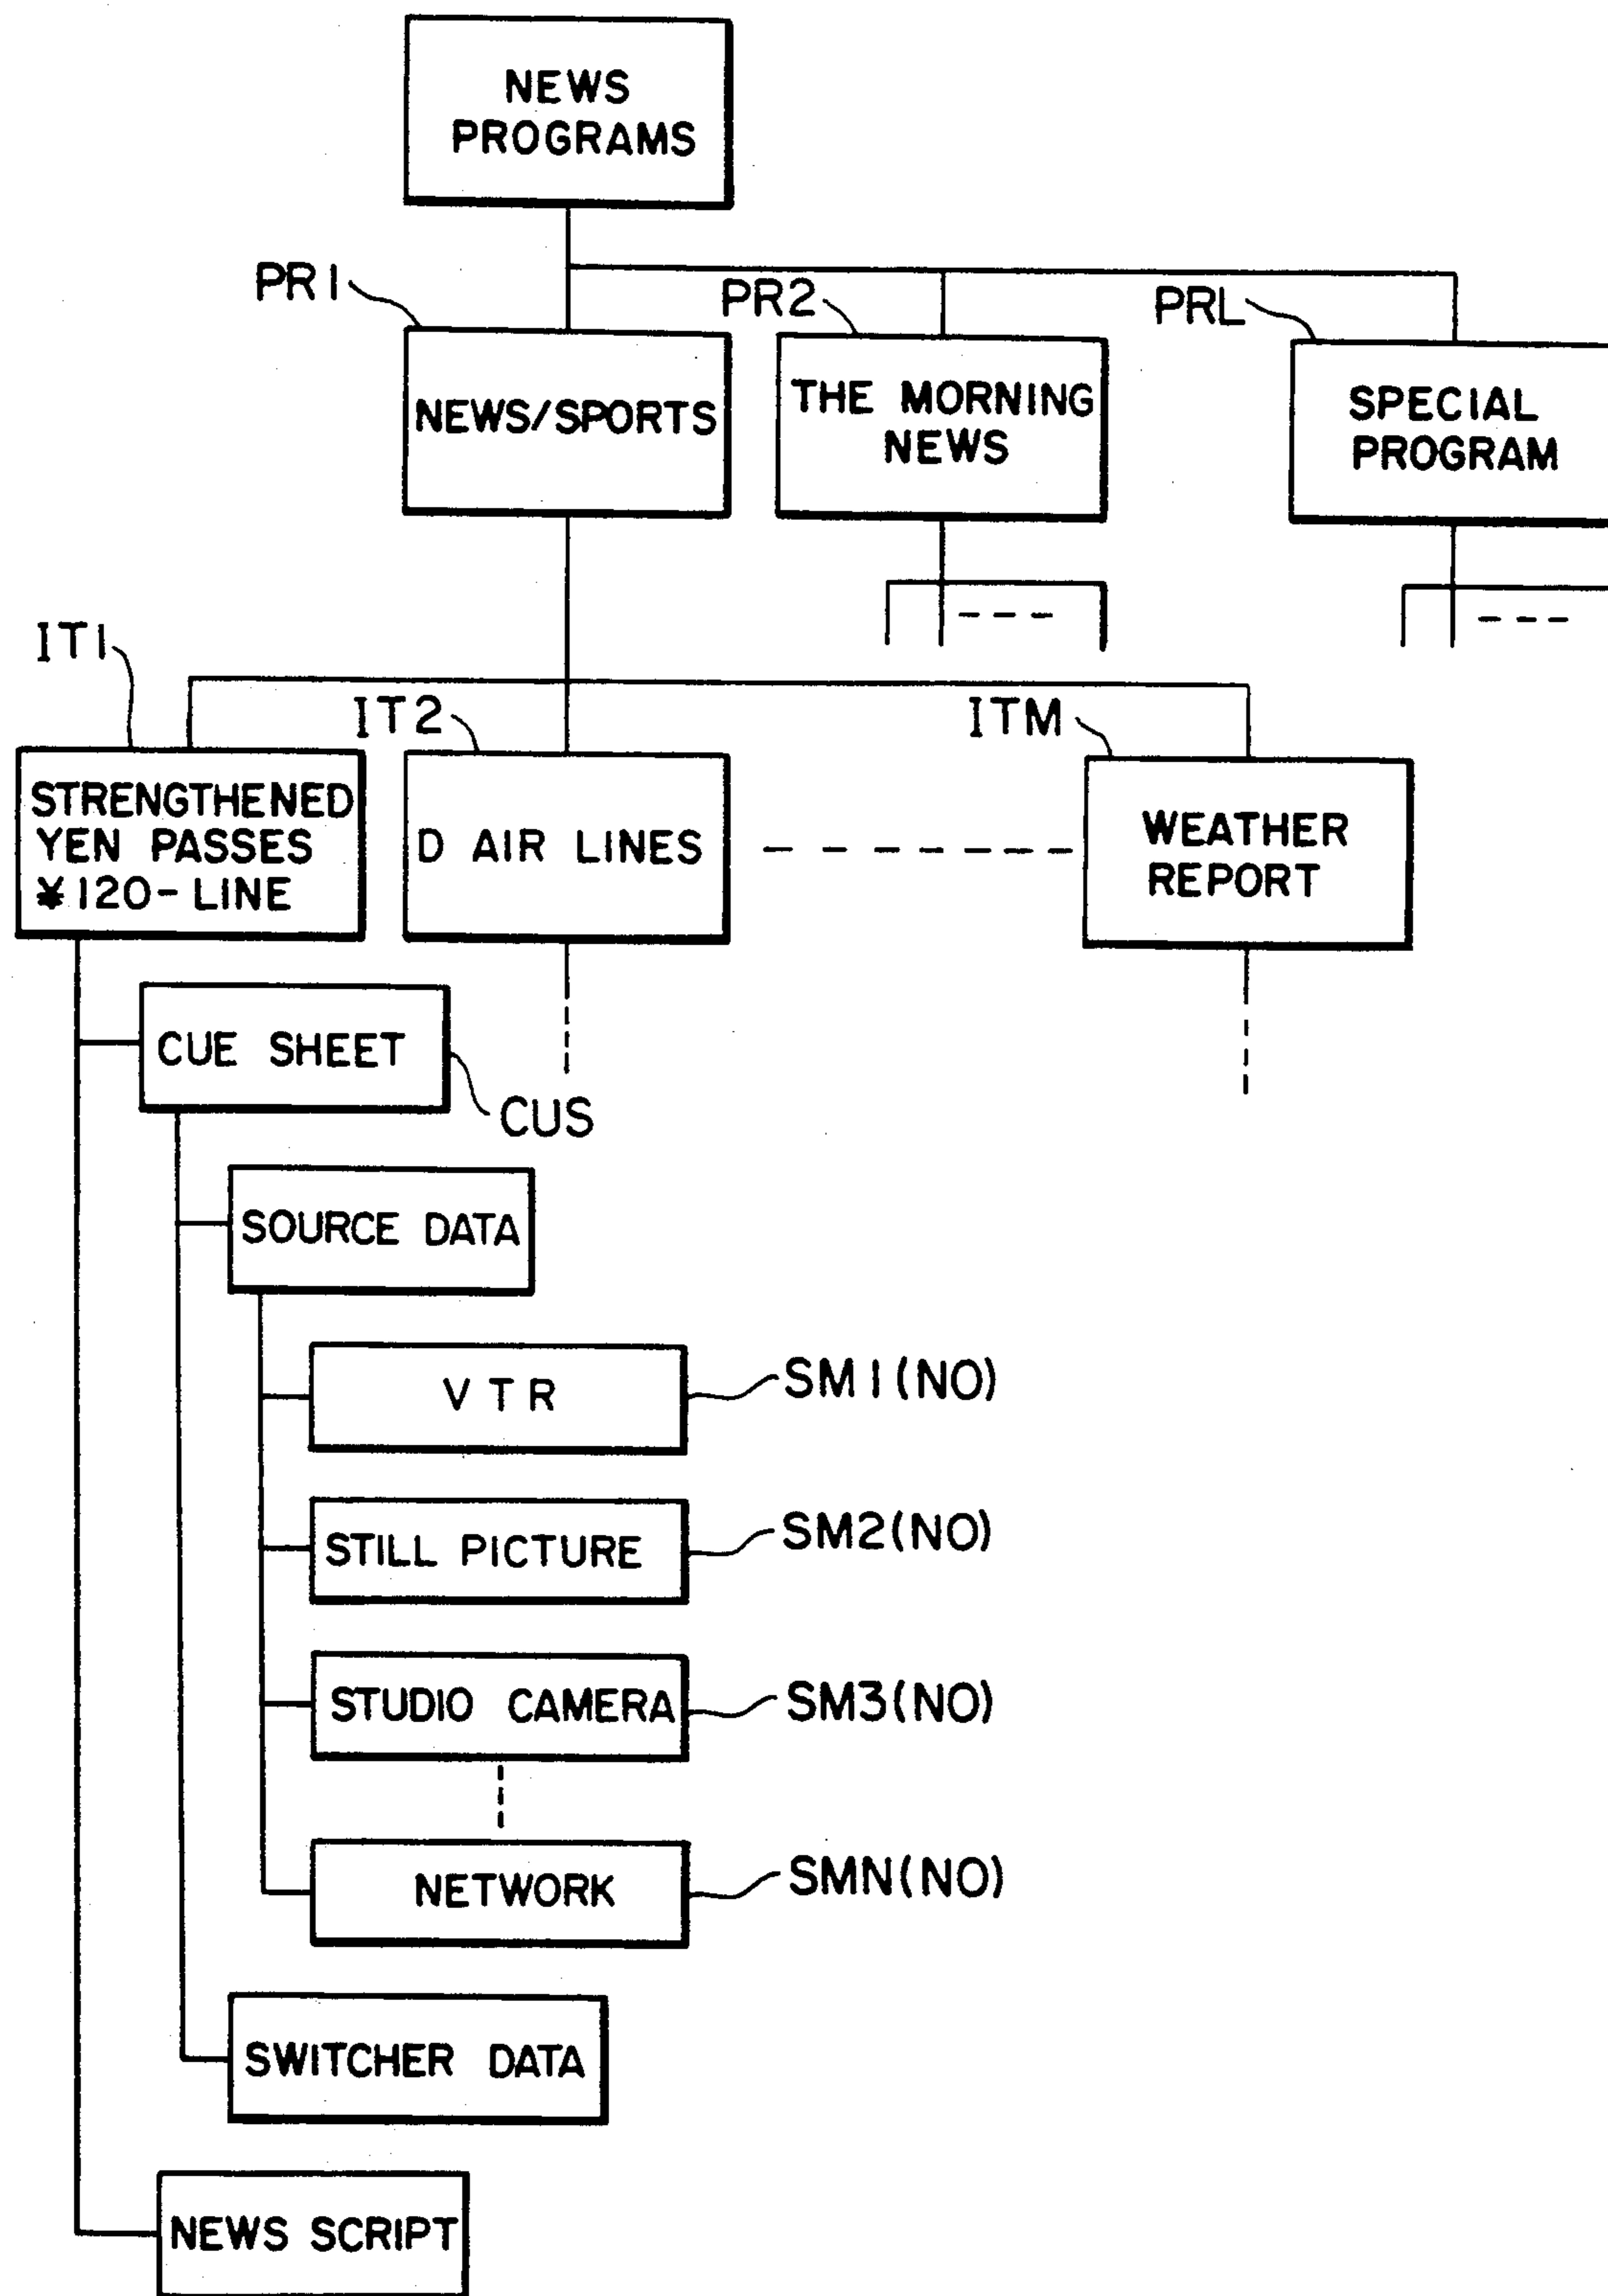 NEWS
PROGRAMS
PR1
PR2
PRL
NEWS/SPORTS
THE MORNING
NEWS
SPECIAL
PROGRAM
IT1
IT2
ITM
STRENGTHENED
YEN PASSES
¥120-LINE
D AIR LINES
WEATHER
REPORT
CUE SHEET
CUS
SOURCE DATA
VTR
SM1(NO)
STILL PICTURE
SM2(NO)
STUDIO CAMERA
SM3(NO)
NETWORK
SMN(NO)
SWITCHER DATA
NEWS SCRIPT